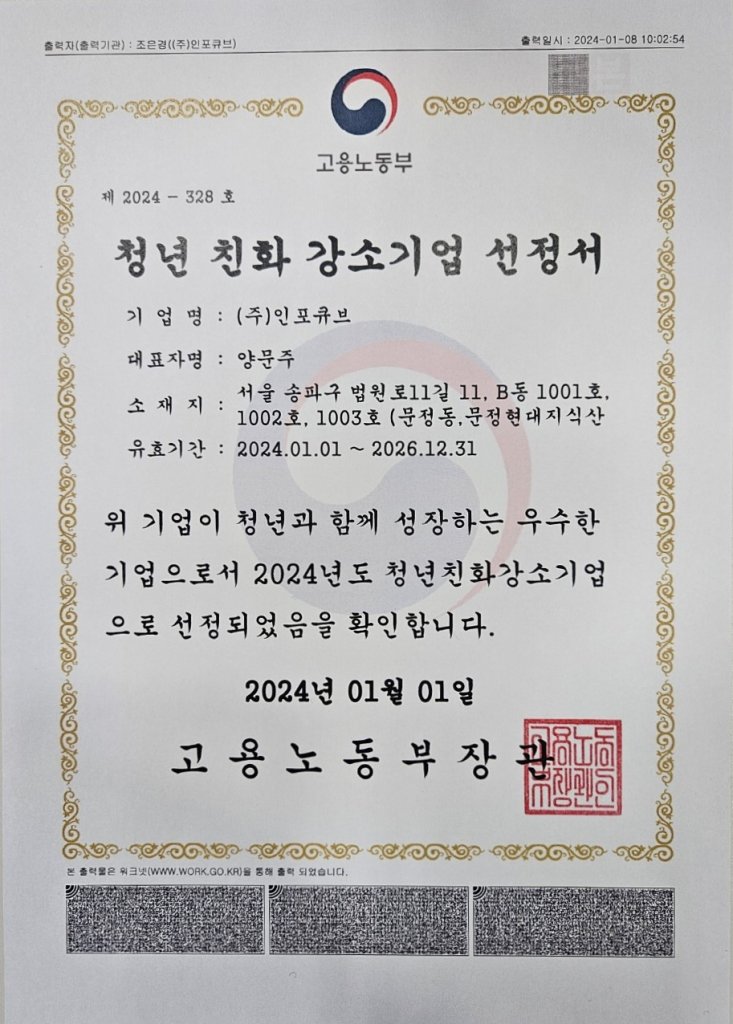 출력자(출력기관) : 조은경((주)인포큐브)
출력일시 : 2024-01-08 10:02:54
고용노동부
제 2024 - 328 호
청년 친화 강소기업 선정서
기 업 명 : (주)인포큐브
대표자명 : 양문주
소 재 지 : 서울 송파구 법원로11길 11, B동 1001호,
1002호, 1003호 (문정동,문정현대지식산
유효기간 : 2024.01.01 ~ 2026.12.31
위 기업이 청년과 함께 성장하는 우수한
기업으로서 2024년도 청년친화강소기업
으로 선정되었음을 확인합니다.
2024년 01월 01일
고 용 노 동 부 장 관
고용노동
부장관인
본 출력물은 워크넷(WWW.WORK.GO.KR)을 통해 출력 되었습니다.